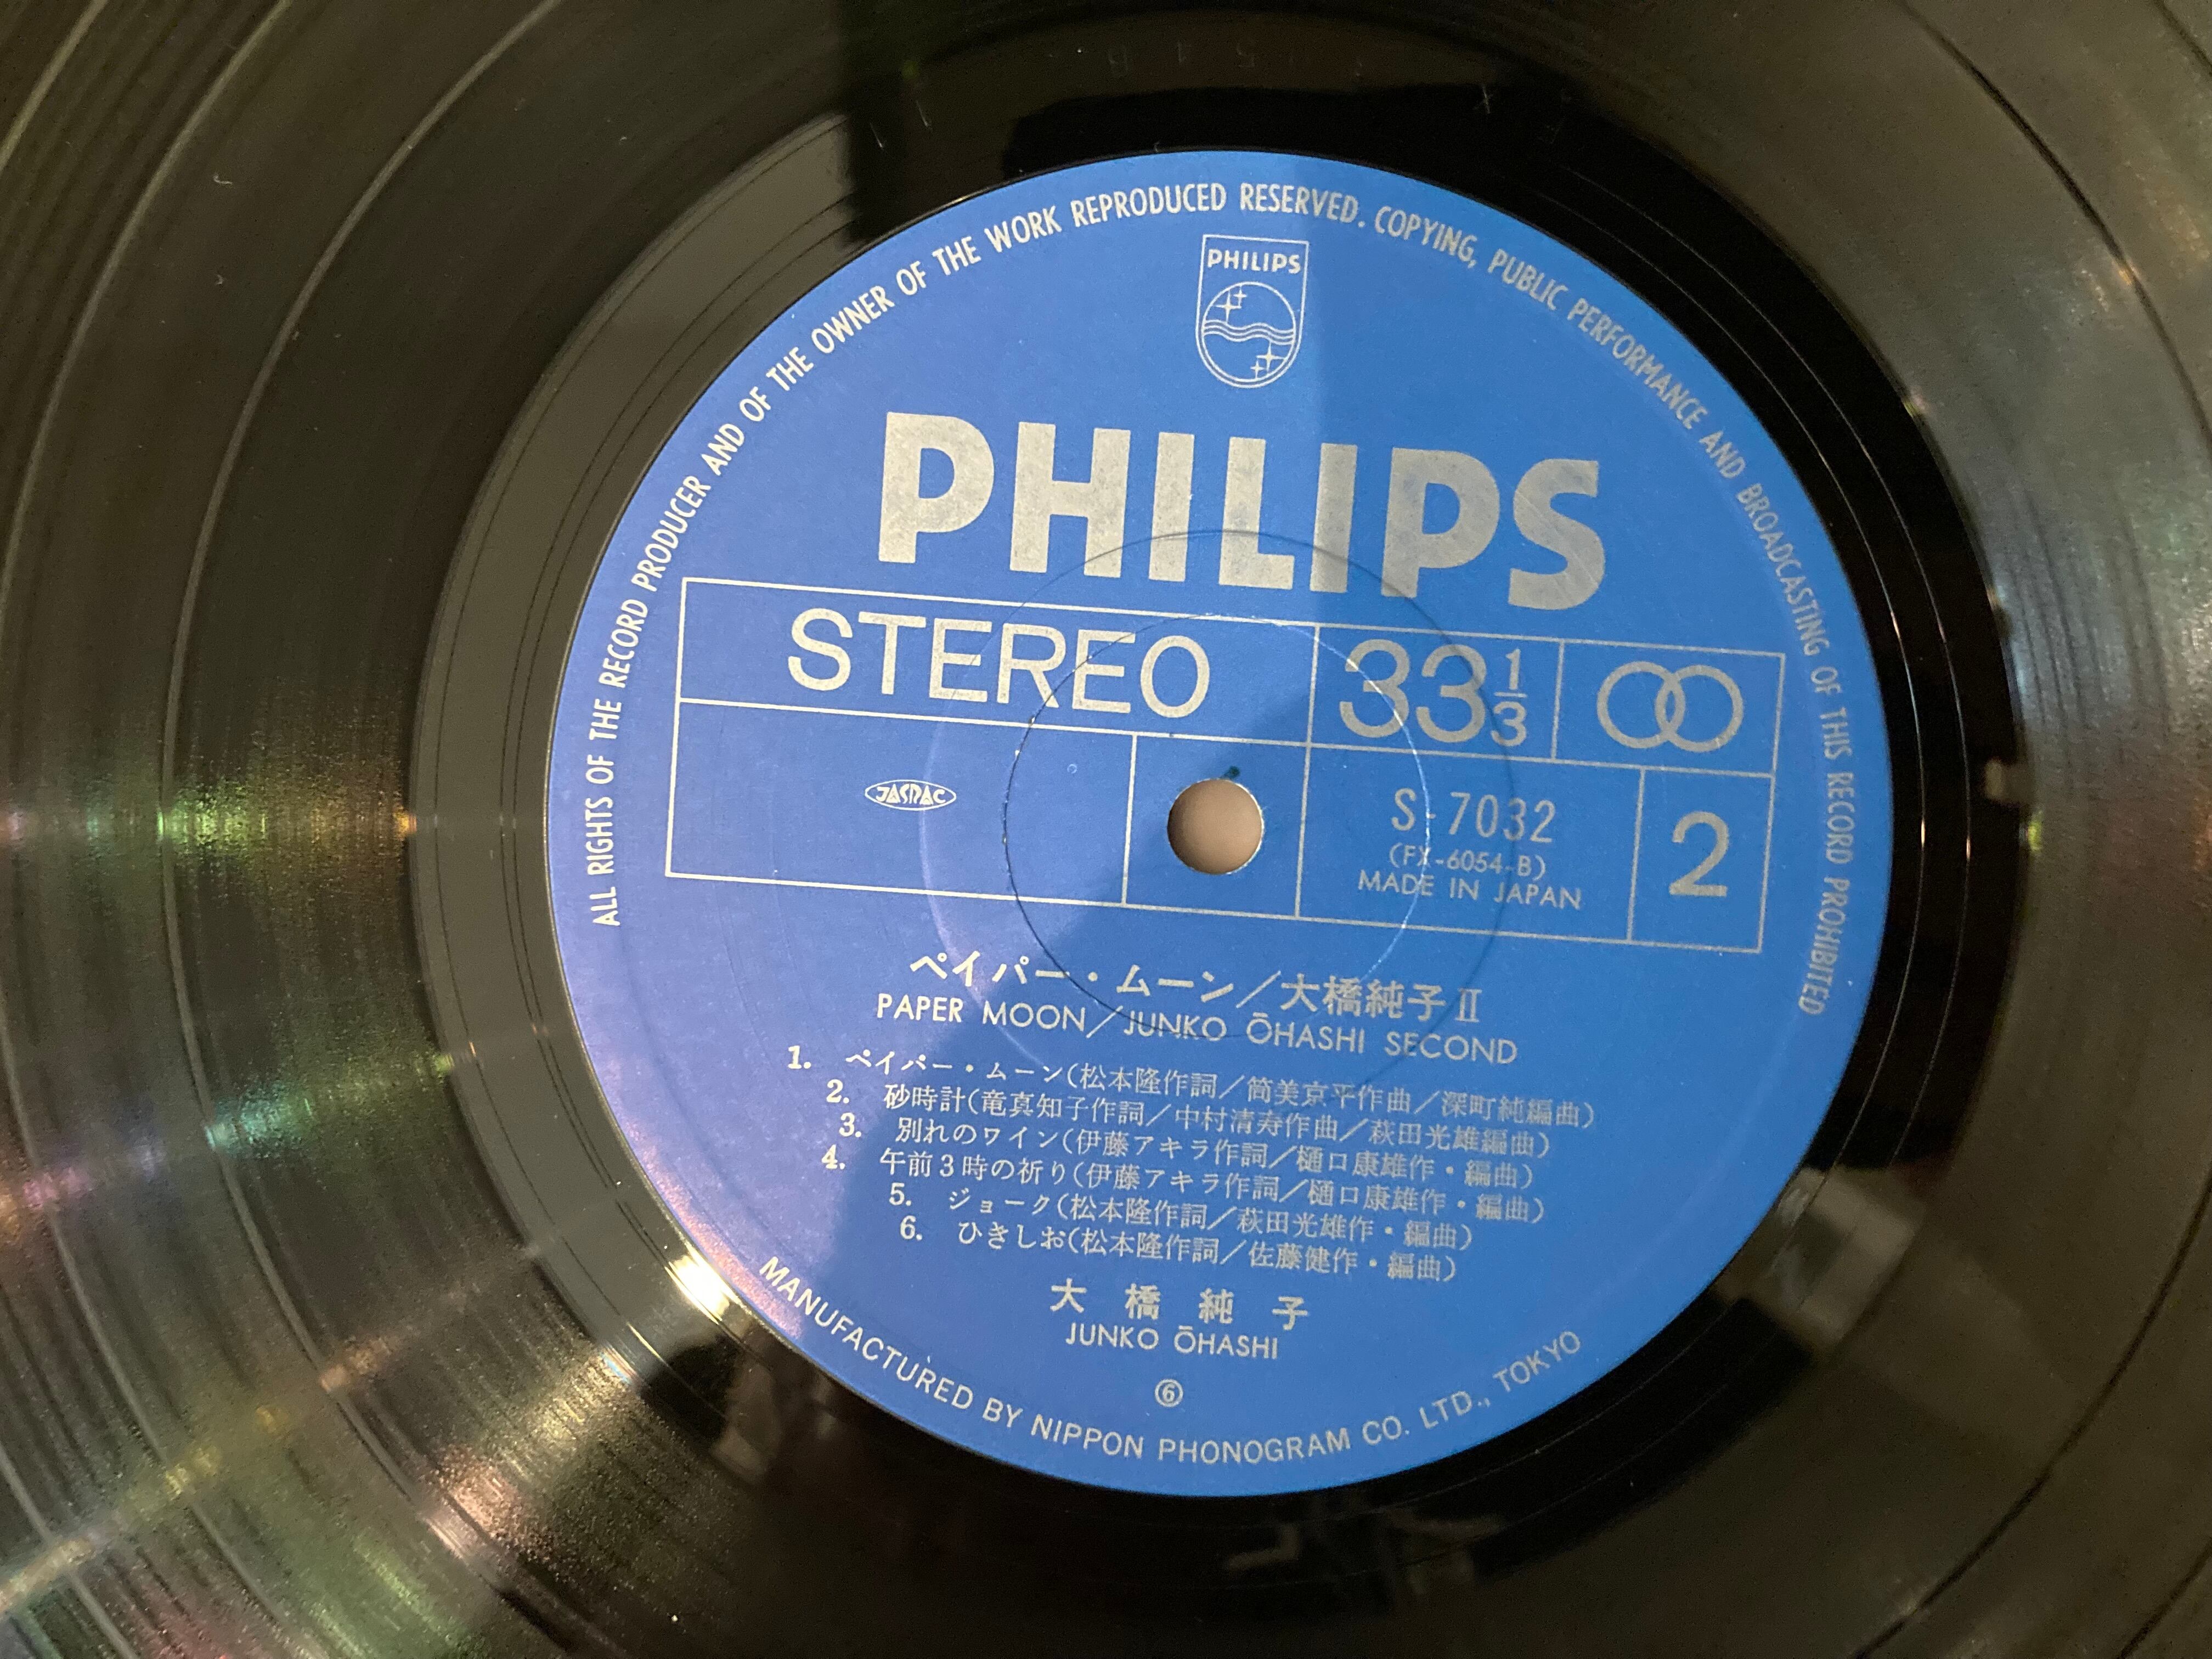 ALL RIGHTS OF THE RECORD PRODUCER AND OF THE OWNER OF THE WORK REPRODUCED RESERVED. COPYING, PUBLIC PERFORMANCE AND BROADCASTING OF THIS RECORD PROHIBITED
PHILIPS
PHILIPS
STEREO
33 1/3
JASRAC
S-7032
(FX-6054-B)
MADE IN JAPAN
2
ペイパー・ムーン/大橋純子Ⅱ
PAPER MOON/JUNKO ŌHASHI SECOND
1. ペイパー・ムーン(松本隆作詞/筒美京平作曲/深町純編曲)
2. 砂時計(竜真知子作詞/中村清寿作曲/萩田光雄編曲)
3. 別れのワイン(伊藤アキラ作詞/樋口康雄作・編曲)
4. 午前3時の祈り(伊藤アキラ作詞/樋口康雄作・編曲)
5. ジョーク(松本隆作詞/萩田光雄作・編曲)
6. ひきしお(松本隆作詞/佐藤健作・編曲)
大橋純子
JUNKO ŌHASHI
⑥
MANUFACTURED BY NIPPON PHONOGRAM CO. LTD., TOKYO